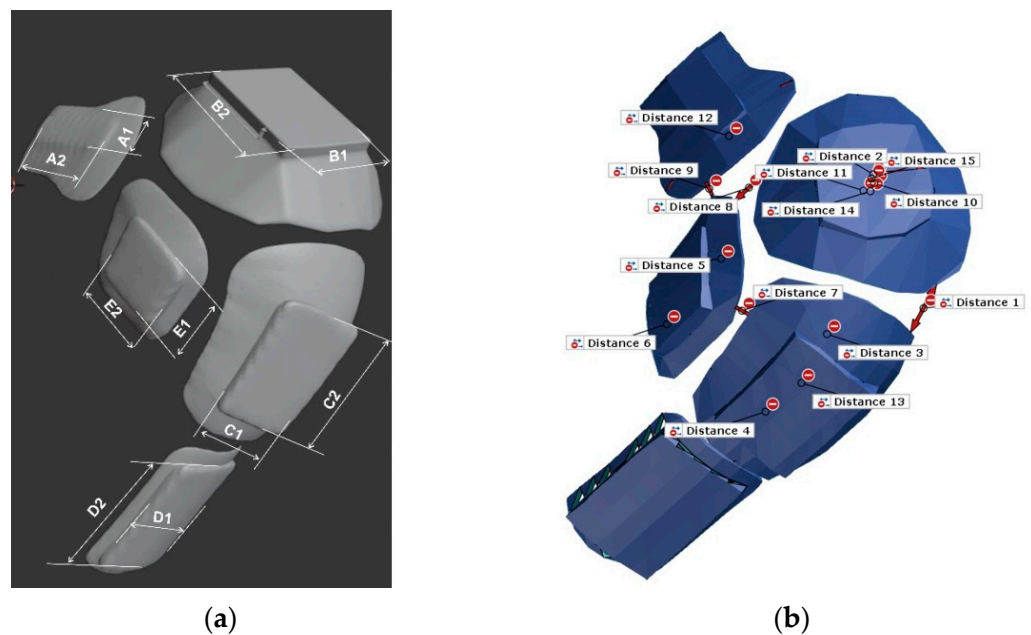 B2
B1
A1
A2
E2
E1
C2
C1
D2
D1
(a)
Distance 12
Distance 2
Distance 15
Distance 9
Distance 11
Distance 8
Distance 14
Distance 10
Distance 5
Distance 7
Distance 1
Distance 6
Distance 3
Distance 13
Distance 4
(b)